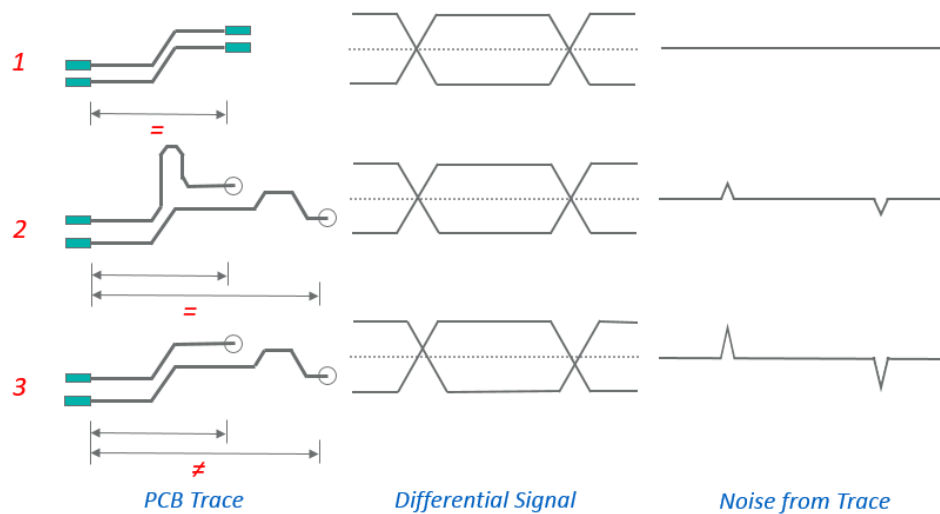 1
=
2
=
3
≠
PCB Trace
Differential Signal
Noise from Trace